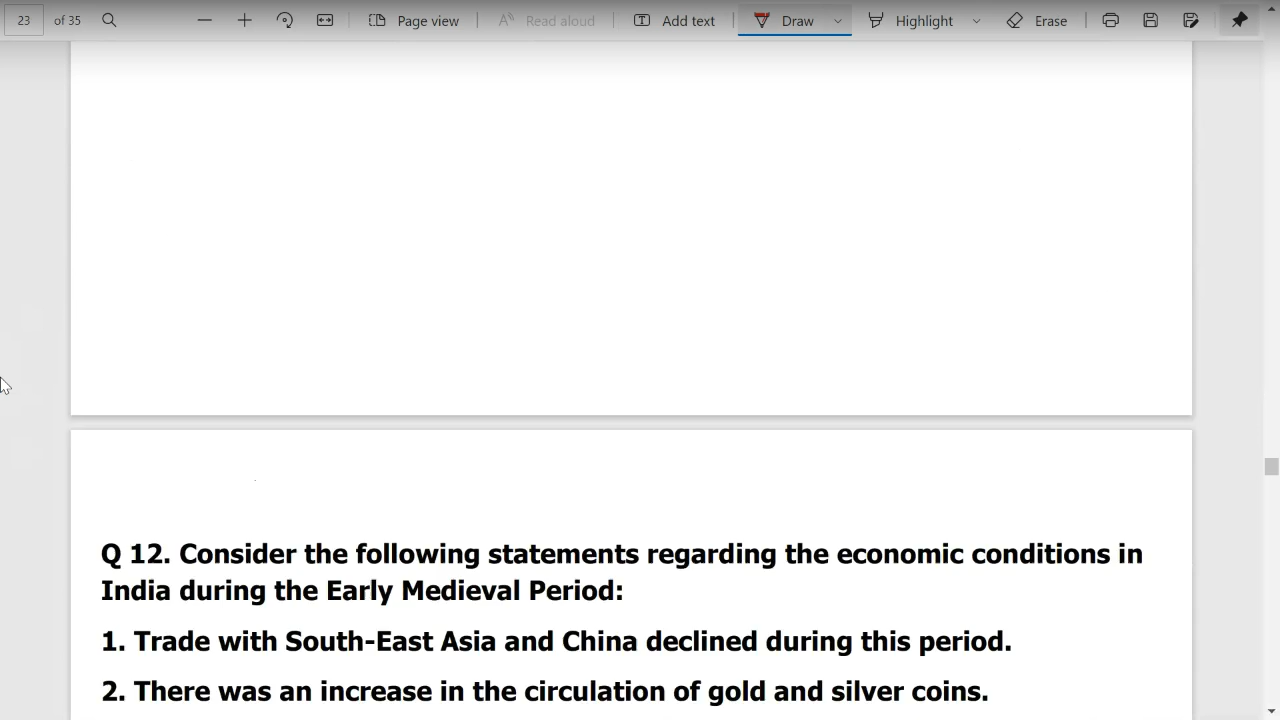 23 of 35 Page view Read aloud Add text Draw Highlight Erase
Q 12. Consider the following statements regarding the economic conditions in
India during the Early Medieval Period:
1. Trade with South-East Asia and China declined during this period.
2. There was an increase in the circulation of gold and silver coins.